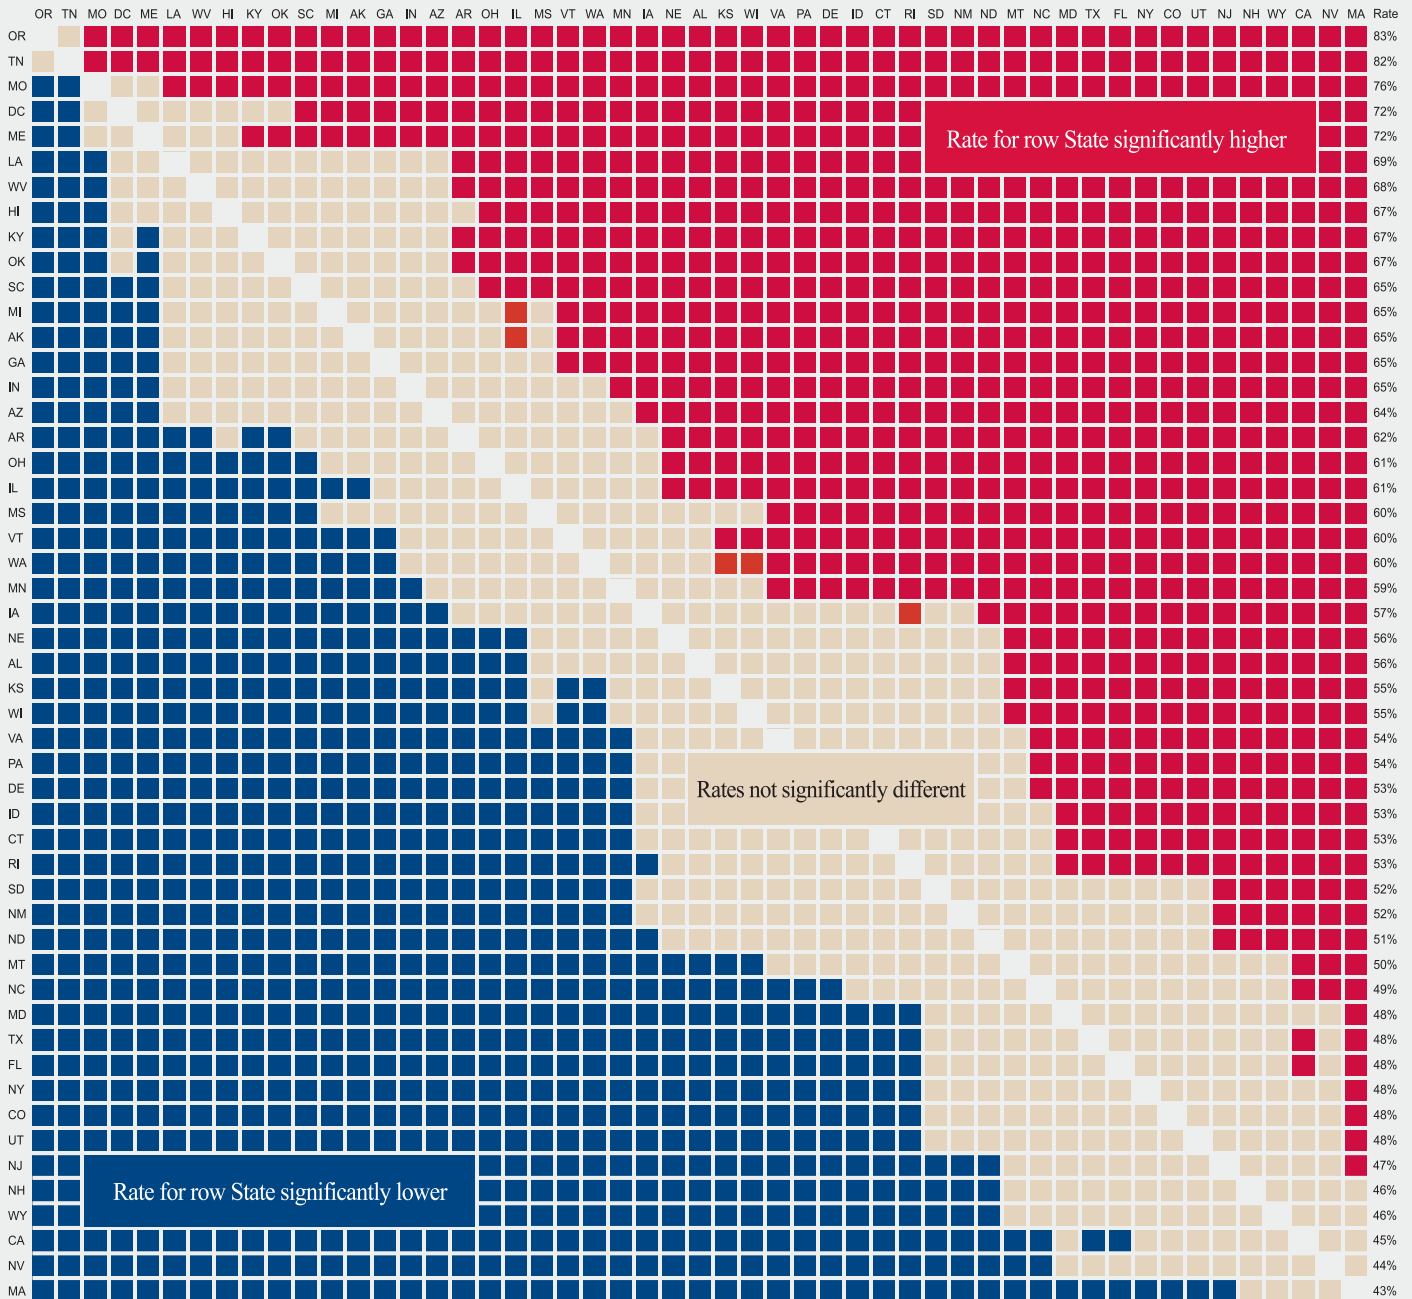 OR TN MO DC ME LA WV HI KY OK SC MI AK GA IN AZ AR OH IL MS VT WA MN IA NE AL KS WI VA PA DE ID CT RI SD NM ND MT NC MD TX FL NY CO UT NJ NH WY CA NV MA Rate
OR 83%
TN 82%
MO 76%
DC 72%
ME Rate for row State significantly higher 72%
LA 69%
WV 68%
HI 67%
KY 67%
OK 67%
SC 65%
MI 65%
AK 65%
GA 65%
IN 65%
AZ 64%
AR 62%
OH 61%
IL 61%
MS 60%
VT 60%
WA 60%
MN 59%
IA 57%
NE 56%
AL 56%
KS 55%
WI 55%
VA 54%
PA 54%
DE Rates not significantly different 53%
ID 53%
CT 53%
RI 53%
SD 52%
NM 52%
ND 51%
MT 50%
NC 49%
MD 48%
TX 48%
FL 48%
NY 48%
CO 48%
UT 48%
NJ 47%
NH Rate for row State significantly lower 46%
WY 46%
CA 45%
NV 44%
MA 43%